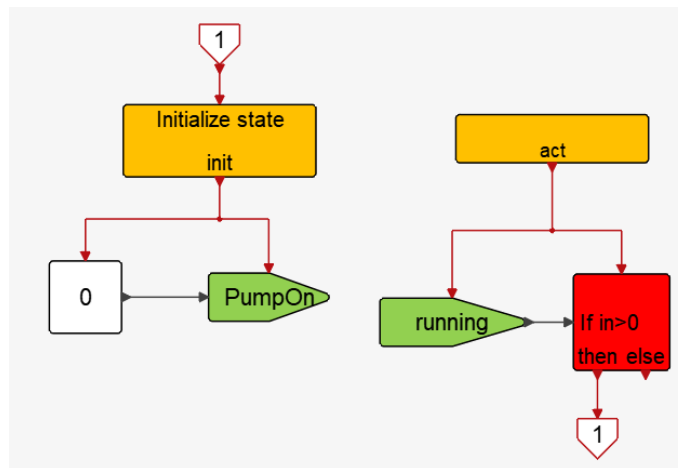 1
Initialize state
init
0
PumpOn
act
running
If in>0
then else
1